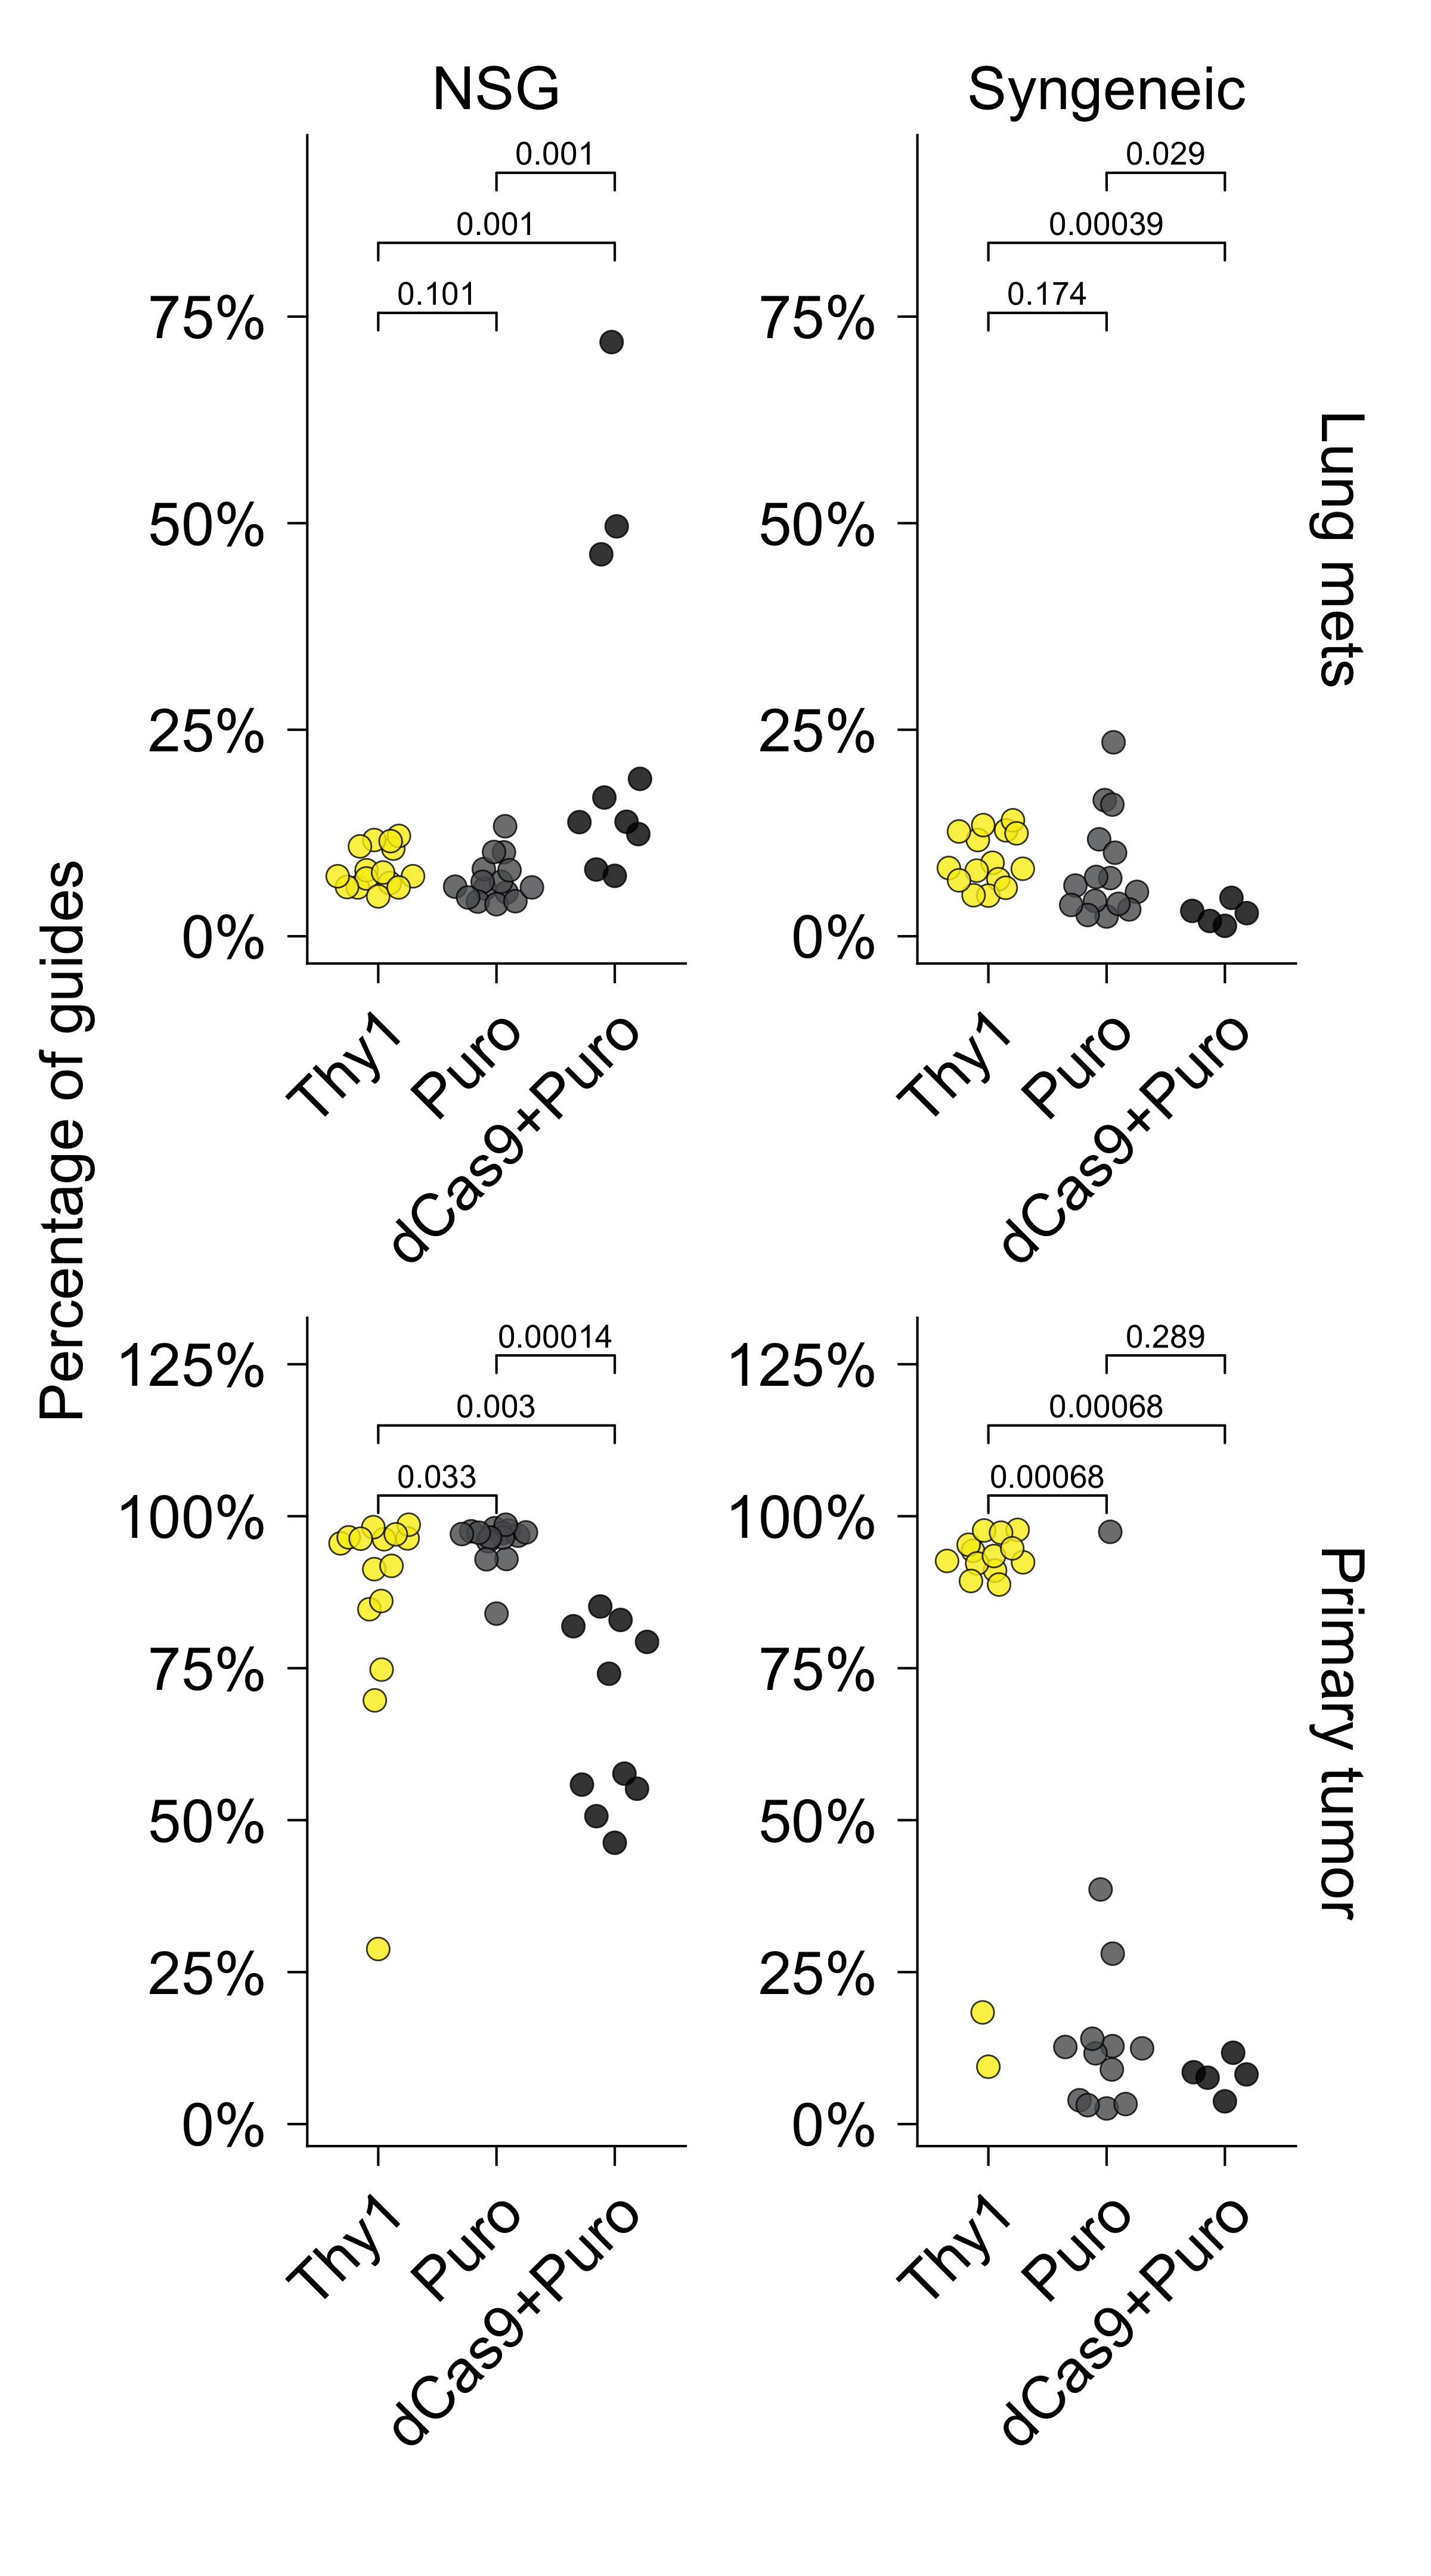 NSG
Syngeneic
0.001
0.001
0.101
75%
50%
25%
0%
Thy1
Puro
dCas9+Puro
0.029
0.00039
0.174
75%
50%
25%
0%
Thy1
Puro
dCas9+Puro
Lung mets
Percentage of guides
0.00014
0.003
0.033
125%
100%
75%
50%
25%
0%
Thy1
Puro
dCas9+Puro
0.289
0.00068
0.00068
125%
100%
75%
50%
25%
0%
Thy1
Puro
dCas9+Puro
Primary tumor